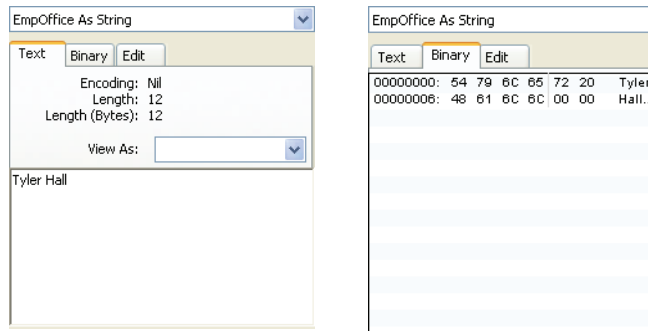 EmpOffice As String
Text Binary Edit
Encoding: Nil
Length: 12
Length (Bytes): 12
View As:
Tyler Hall
EmpOffice As String
Text Binary Edit
00000000: 54 79 6C 65 72 20 Tyler
00000006: 48 61 6C 6C 00 00 Hall..